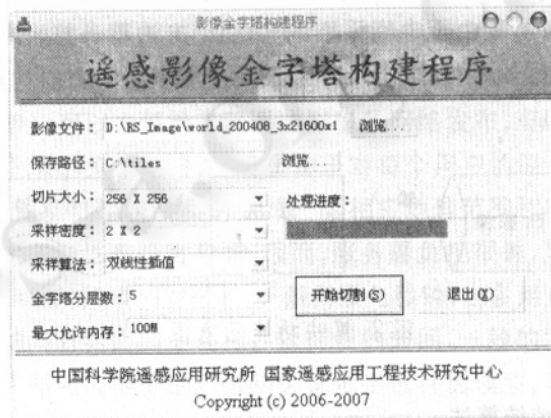 影像金字塔构建程序
遥感影像金字塔构建程序
影像文件： D:\RS_Image\world_200408_3x21600x1 浏览...
保存路径： C:\tiles 浏览...
切片大小： 256 X 256 处理进度：
采样密度： 2 X 2
采样算法： 双线性插值
金字塔分层数： 5 开始切割(S) 退出(X)
最大允许内存： 100M
中国科学院遥感应用研究所 国家遥感应用工程技术研究中心
Copyright (c) 2006-2007